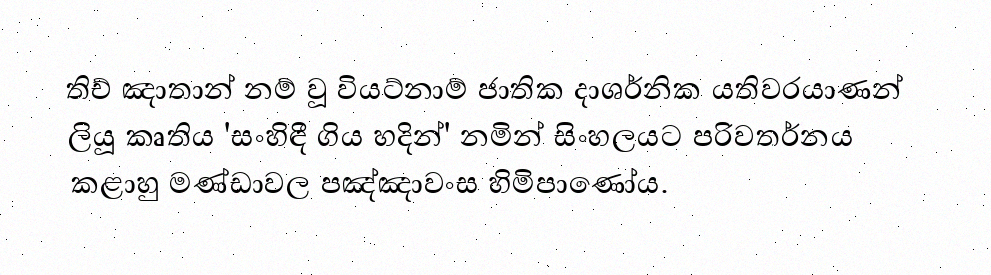 තිච් ඤාතාන් නම් වූ වියට්නාම් ජාතික දාශර්නික යතිවරයාණන්
ලියූ කෘතිය 'සංහිඳී ගිය හදින්' නමින් සිංහලයට පරිවතර්නය
කළාහු මණ්ඩාවල පඤ්ඤාවංස හිමිපාණෝය.